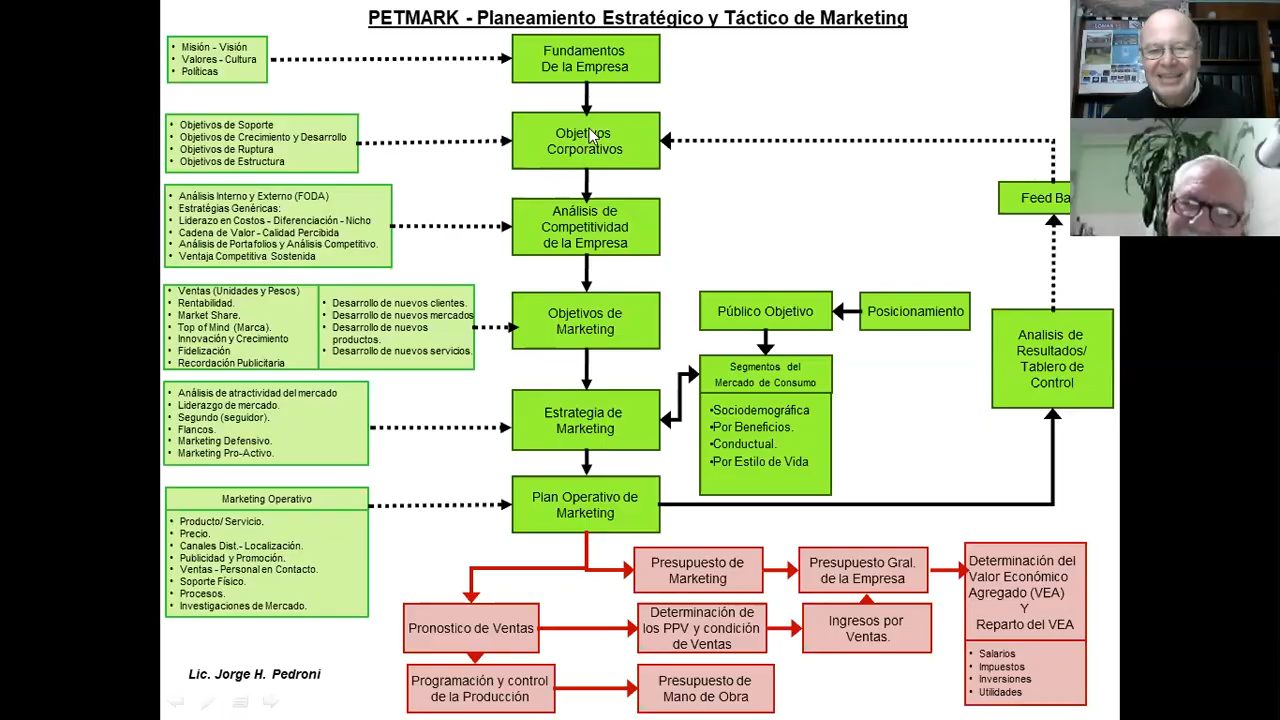 PETMARK - Planeamiento Estratégico y Táctico de Marketing
• Misión – Visión
• Valores - Cultura
• Políticas
Fundamentos
De la Empresa
• Objetivos de Soporte
• Objetivos de Crecimiento y Desarrollo
• Objetivos de Ruptura
• Objetivos de Estructura
Objetivos
Corporativos
Feed Ba
• Análisis Interno y Externo (FODA)
• Estratégias Genéricas:
• Liderazo en Costos – Diferenciación - Nicho
• Cadena de Valor – Calidad Percibida
• Análisis de Portafolios y Análisis Competitivo.
• Ventaja Competitiva Sostenida
Análisis de
Competitividad
de la Empresa
• Ventas (Unidades y Pesos)
• Rentabilidad.
• Market Share.
• Top of Mind (Marca).
• Innovación y Crecimiento
• Fidelización
• Recordación Publicitaria
• Desarrollo de nuevos clientes.
• Desarrollo de nuevos mercados
• Desarrollo de nuevos
productos.
• Desarrollo de nuevos servicios.
Objetivos de
Marketing
Público Objetivo
Posicionamiento
Segmentos del
Mercado de Consumo
•Sociodemográfica
•Por Beneficios.
•Conductual.
•Por Estilo de Vida
Analisis de
Resultados/
Tablero de
Control
• Análisis de atractividad del mercado
• Liderazgo de mercado.
• Segundo (seguidor).
• Flancos.
• Marketing Defensivo.
• Marketing Pro-Activo.
Estrategia de
Marketing
Marketing Operativo
• Producto/ Servicio.
• Precio.
• Canales Dist.- Localización.
• Publicidad y Promoción.
• Ventas - Personal en Contacto.
• Soporte Físico.
• Procesos.
• Investigaciones de Mercado.
Plan Operativo de
Marketing
Presupuesto de
Marketing
Presupuesto Gral.
de la Empresa
Determinación del
Valor Económico
Agregado (VEA)
Y
Reparto del VEA
• Salarios
• Impuestos
• Inversiones
• Utilidades
Pronostico de Ventas
Determinación de
los PPV y condición
de Ventas
Ingresos por
Ventas.
Programación y control
de la Producción
Presupuesto de
Mano de Obra
Lic. Jorge H. Pedroni